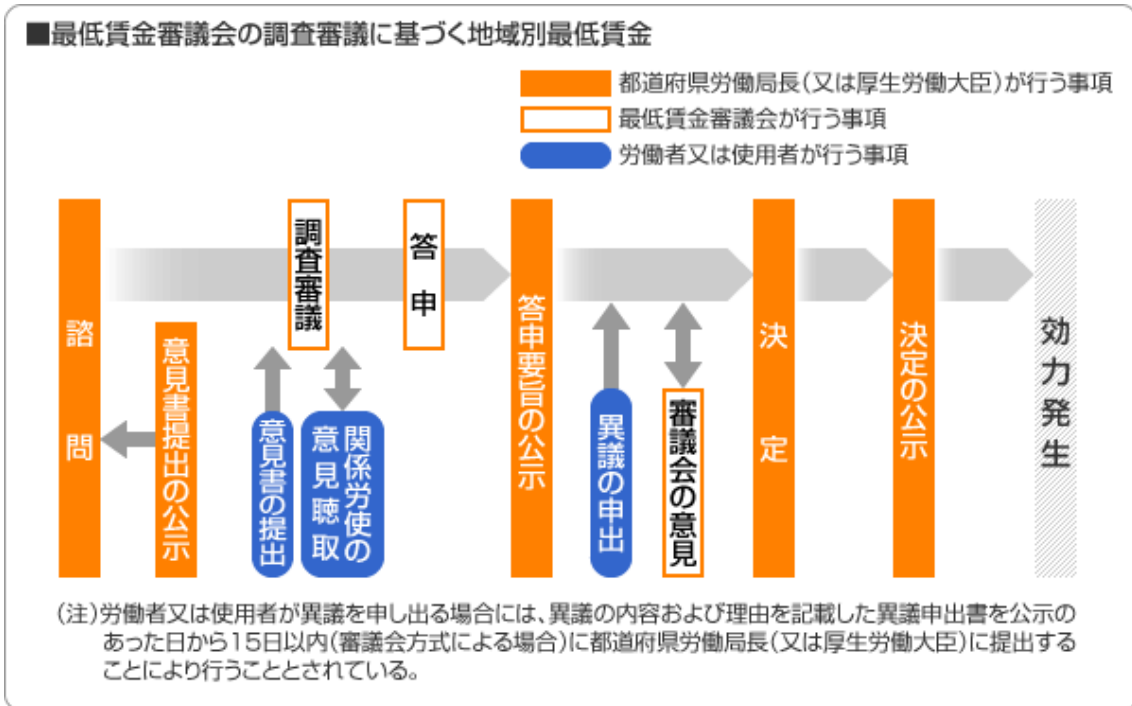 ■最低賃金審議会の調査審議に基づく地域別最低賃金
都道府県労働局長(又は厚生労働大臣)が行う事項
最低賃金審議会が行う事項
労働者又は使用者が行う事項
諮問
意見書提出の公示
調査審議
意見書の提出
関係労使の
意見聴取
答申
答申要旨の公示
異議の申出
審議会の意見
決定
決定の公示
効力発生
(注)労働者又は使用者が異議を申し出る場合には、異議の内容および理由を記載した異議申出書を公示の
あった日から15日以内(審議会方式による場合)に都道府県労働局長(又は厚生労働大臣)に提出する
ことにより行うこととされている。